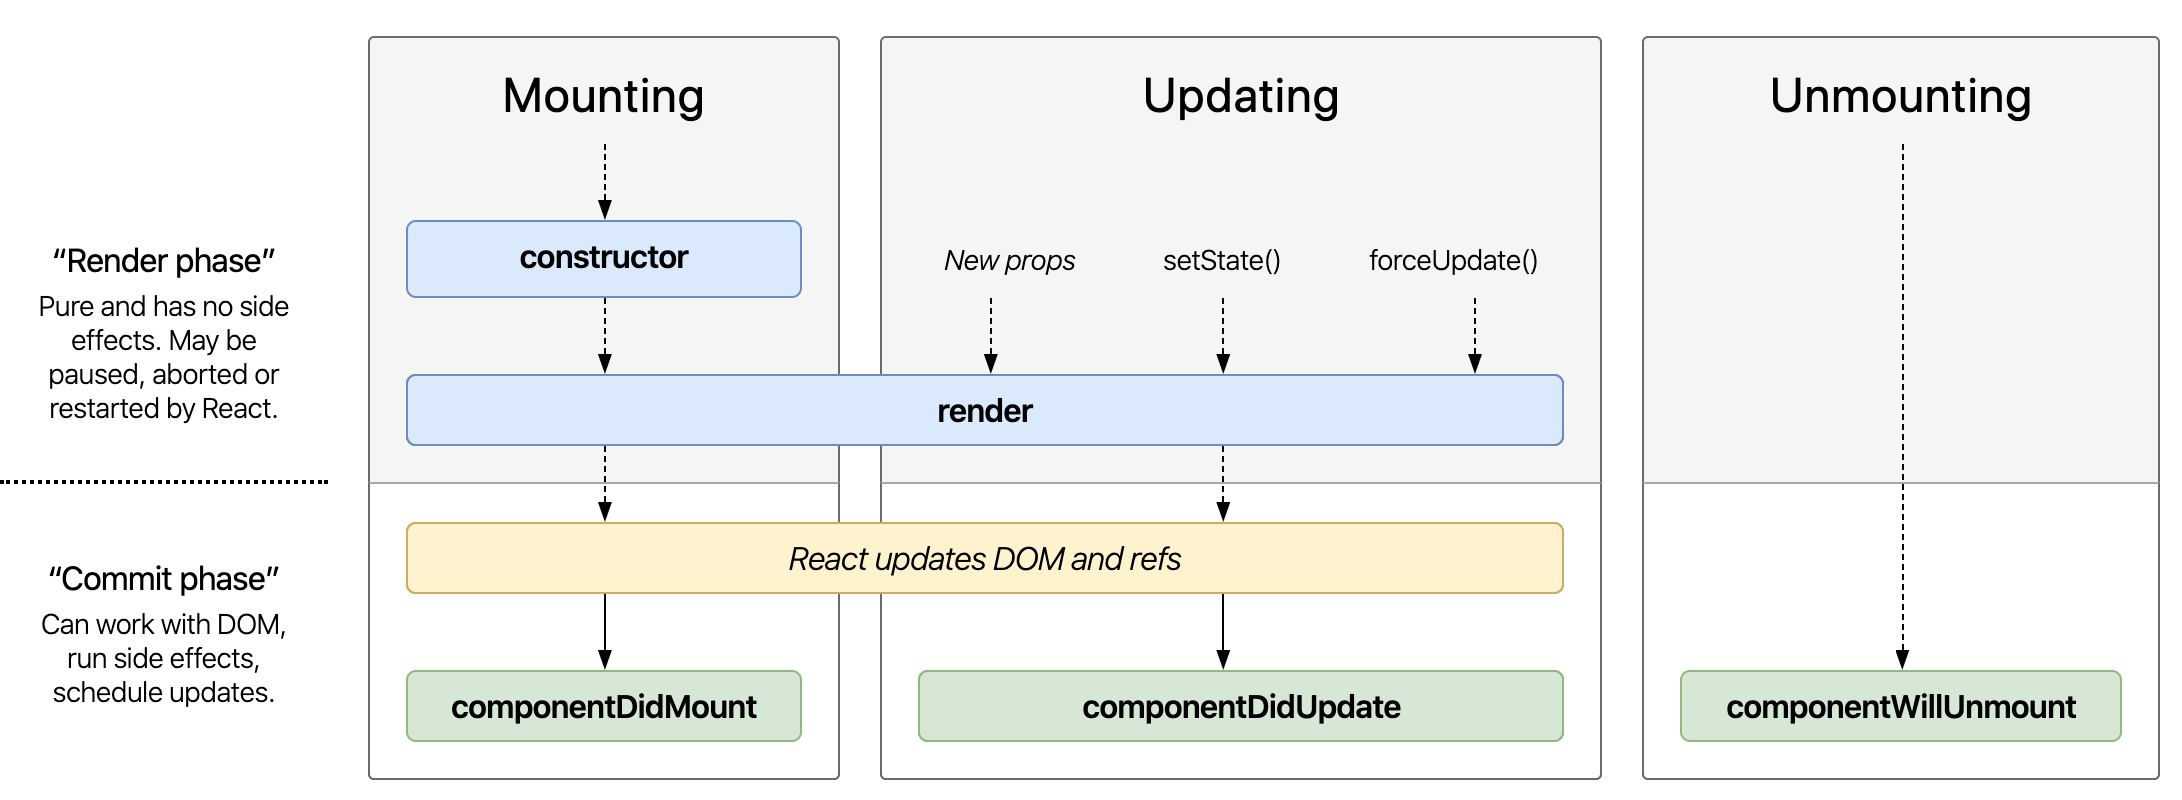 Mounting
Updating
Unmounting
“Render phase”
Pure and has no side
effects. May be
paused, aborted or
restarted by React.
constructor
New props
setState()
forceUpdate()
render
“Commit phase”
Can work with DOM,
run side effects,
schedule updates.
React updates DOM and refs
componentDidMount
componentDidUpdate
componentWillUnmount